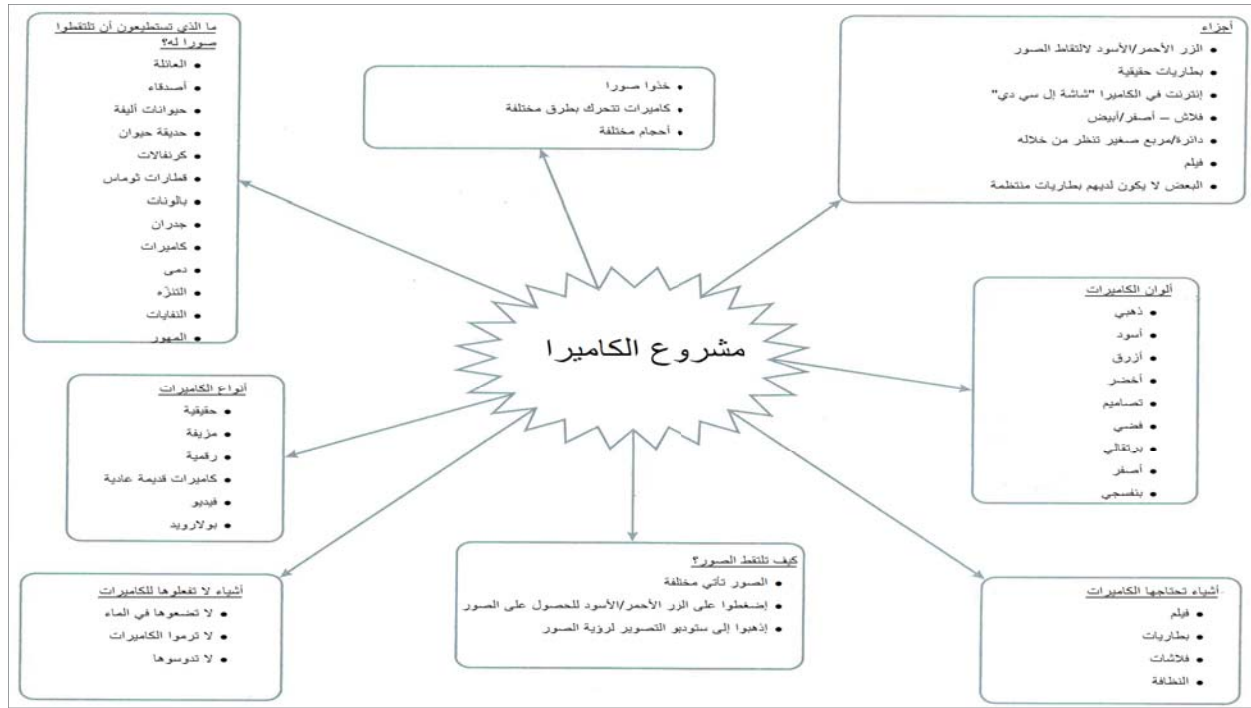 أجزاء
• الزر الأحمر/الأسود لالتقاط الصور
• بطاريات حقيقية
• إنترنت في الكاميرا "شاشة إل سي دي"
• فلاش – أصفر/أبيض
• دائرة/مربع صغير تنظر من خلاله
• فيلم
• البعض لا يكون لديهم بطاريات منتظمة
• خذوا صورا
• كاميرات تتحرك بطرق مختلفة
• أحجام مختلفة
ما الذي تستطيعون أن تلتقطوا
صورا له؟
• العائلة
• أصدقاء
• حيوانات أليفة
• حديقة حيوان
• كرنفالات
• قطارات ثوماس
• بالونات
• جدران
• كاميرات
• دمى
• التنزّه
• النفايات
• المهور
مشروع الكاميرا
ألوان الكاميرات
• ذهبي
• أسود
• أزرق
• أخضر
• تصاميم
• فضي
• برتقالي
• أصفر
• بنفسجي
أنواع الكاميرات
• حقيقية
• مزيفة
• رقمية
• كاميرات قديمة عادية
• فيديو
• بولارويد
أشياء تحتاجها الكاميرات
• فيلم
• بطاريات
• فلاشات
• النظافة
كيف تلتقط الصور؟
• الصور تأتي مختلفة
• إضغطوا على الزر الأحمر/الأسود للحصول على الصور
• إذهبوا إلى ستوديو التصوير لرؤية الصور
أشياء لا تفعلوها للكاميرات
• لا تضعوها في الماء
• لا ترموا الكاميرات
• لا تدوسوها